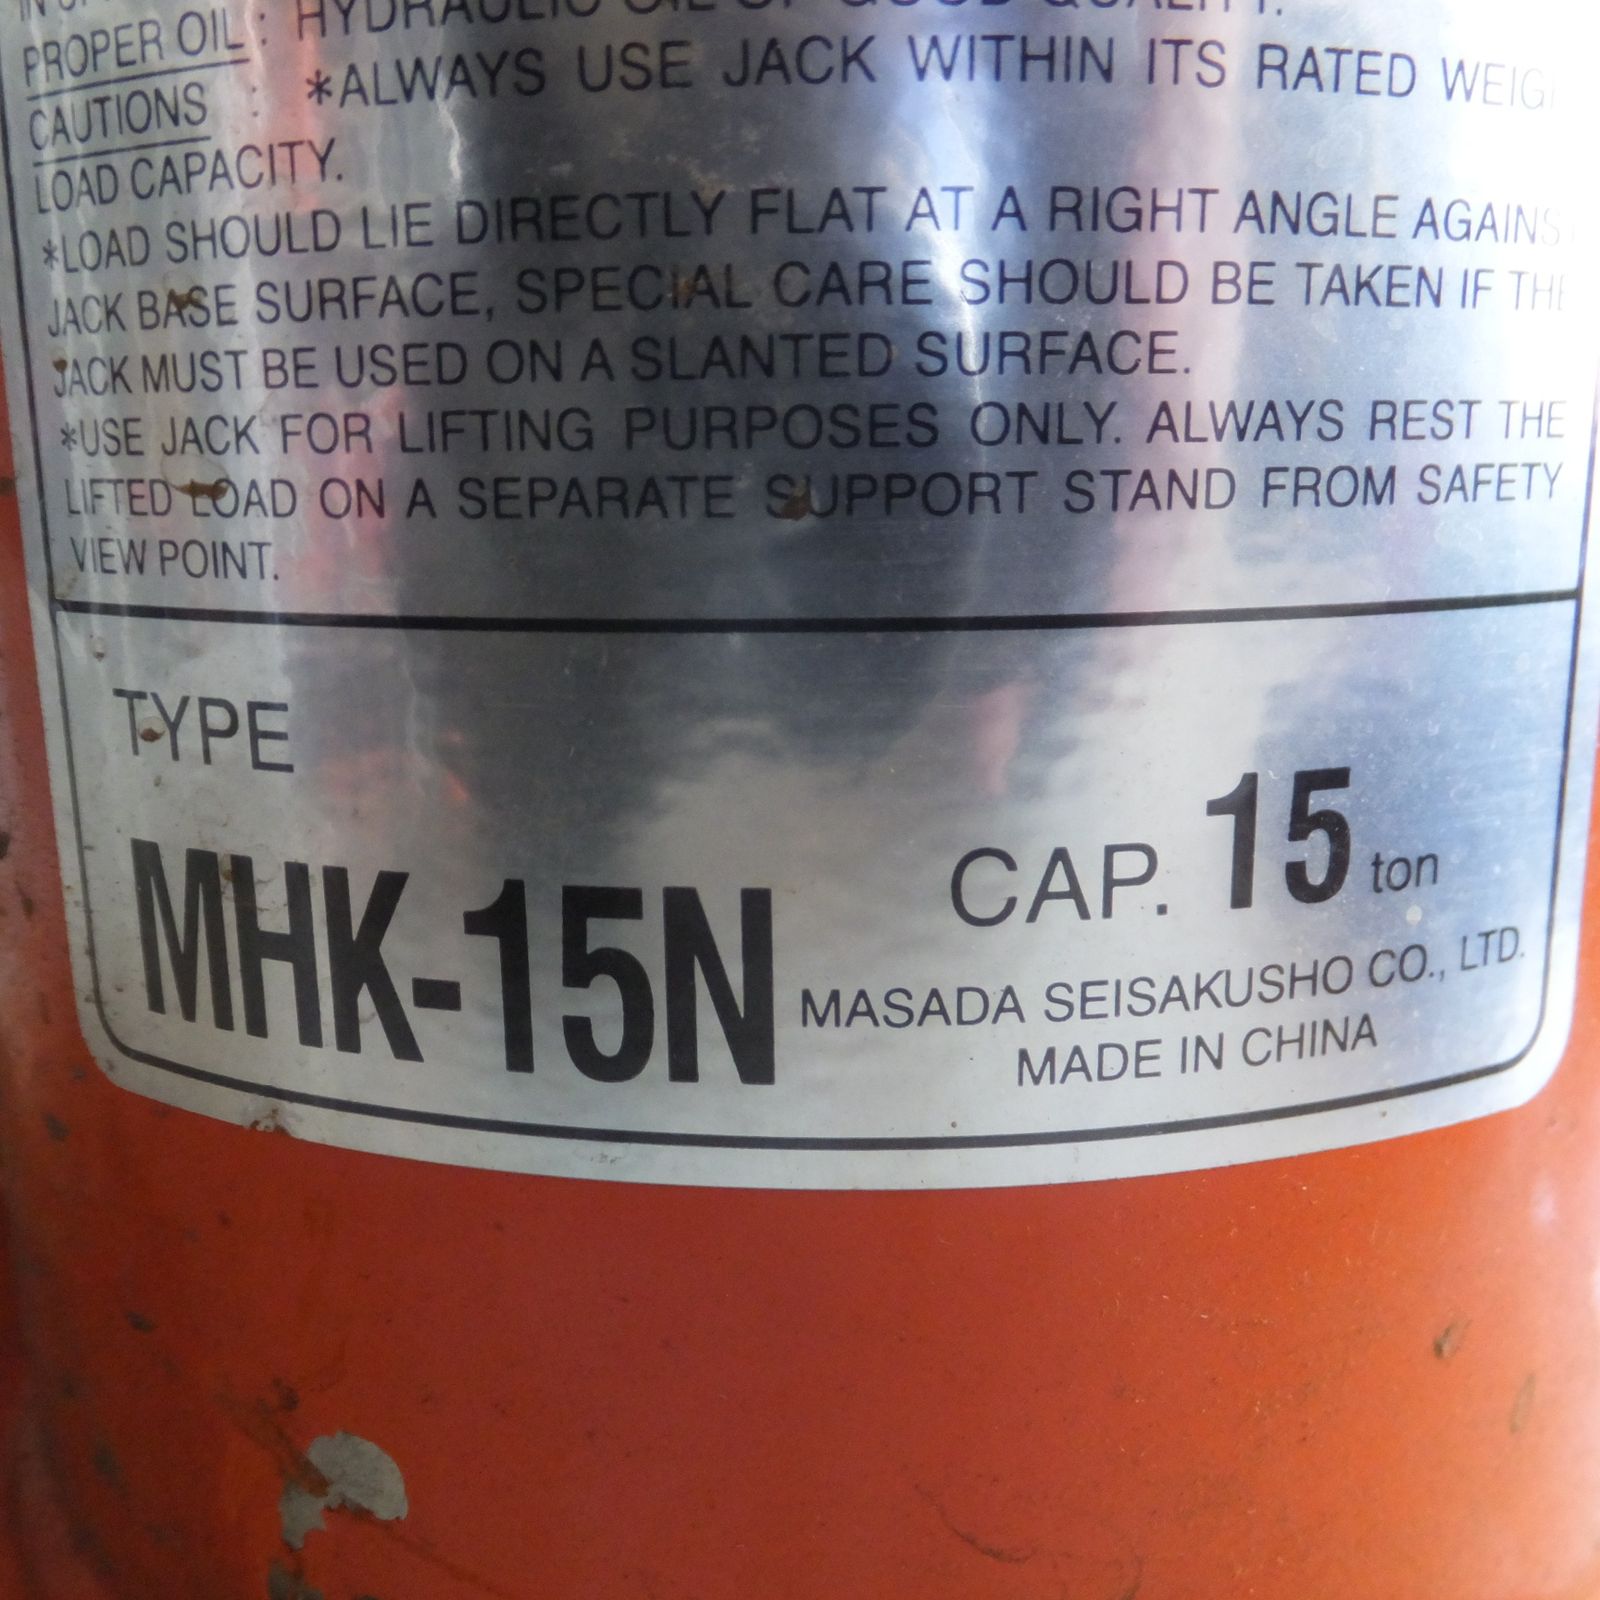 PROPER OIL : HYDRAULIC OIL OF GOOD QUALITY.
CAUTIONS : *ALWAYS USE JACK WITHIN ITS RATED
LOAD CAPACITY.
*LOAD SHOULD LIE DIRECTLY FLAT AT A RIGHT ANGLE AGAINS
JACK BASE SURFACE, SPECIAL CARE SHOULD BE TAKEN IF THE
JACK MUST BE USED ON A SLANTED SURFACE.
*USE JACK FOR LIFTING PURPOSES ONLY. ALWAYS REST THE
LIFTED LOAD ON A SEPARATE SUPPORT STAND FROM SAFETY
VIEW POINT.
TYPE
MHK-15N
CAP. 15 ton
MASADA SEISAKUSHO CO., LTD.
MADE IN CHINA